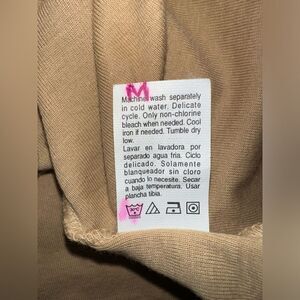 M
Machine wash separately
in cold water. Delicate
cycle. Only non-chlorine
bleach when needed. Cool
iron if needed. Tumble dry
low.
Lavar en lavadora por
separado agua fria. Ciclo
delicado. Solamente
blanqueador sin cloro
cuando lo necesite. Secar
a baja temperatura. Usar
plancha tibia.